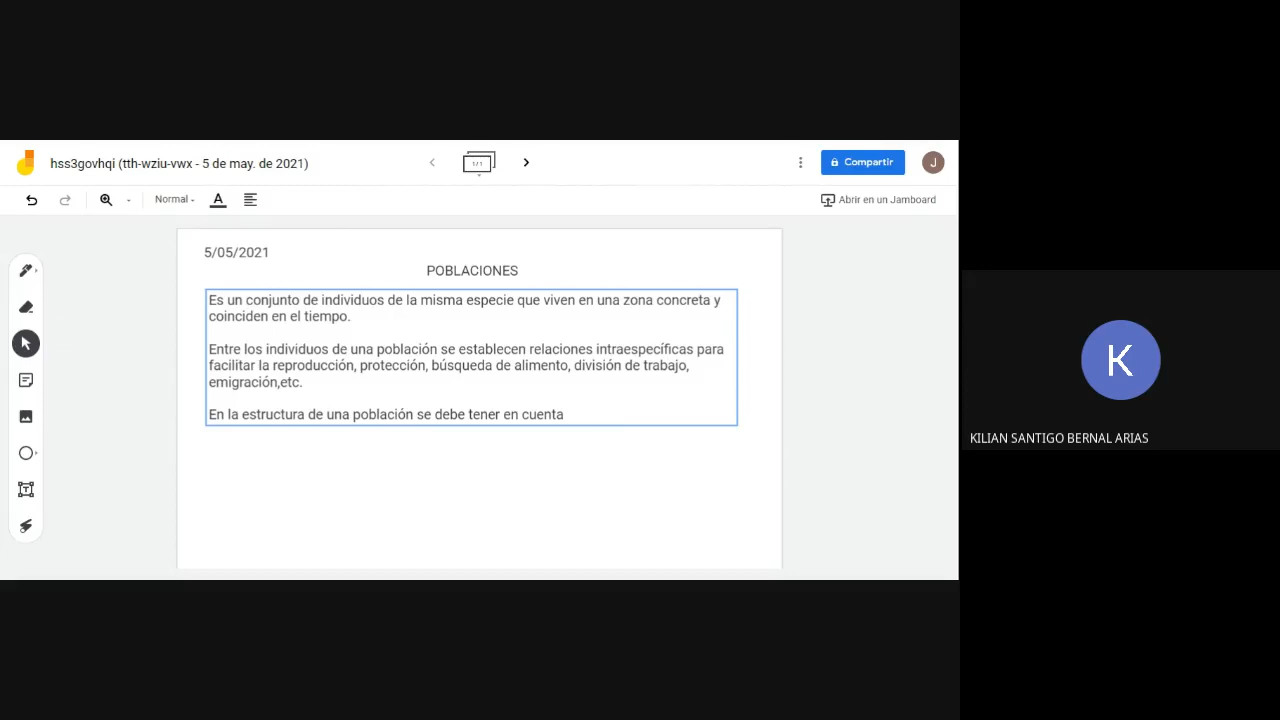 hss3govhqi (tth-wziu-vwx - 5 de may. de 2021)
1/1
Compartir
J
Normal
A
Abrir en un Jamboard
5/05/2021
POBLACIONES
Es un conjunto de individuos de la misma especie que viven en una zona concreta y
coinciden en el tiempo.
Entre los individuos de una población se establecen relaciones intraespecíficas para
facilitar la reproducción, protección, búsqueda de alimento, división de trabajo,
emigración,etc.
En la estructura de una población se debe tener en cuenta
K
KILIAN SANTIGO BERNAL ARIAS